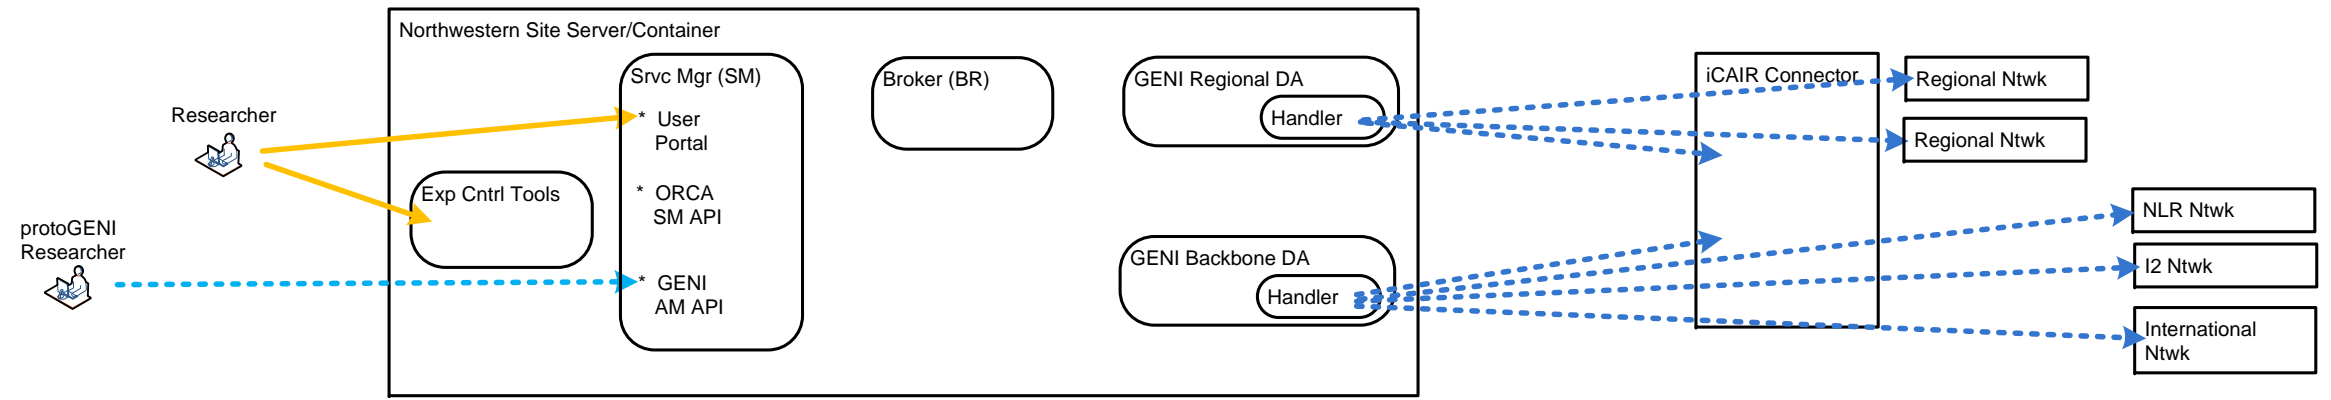 Northwestern Site Server/Container
Researcher
protoGENI
Researcher
Exp Cntrl Tools
Srvc Mgr (SM)
* User
Portal
* ORCA
SM API
* GENI
AM API
Broker (BR)
GENI Regional DA
Handler
GENI Backbone DA
Handler
iCAIR Connector
Regional Ntwk
Regional Ntwk
NLR Ntwk
I2 Ntwk
International
Ntwk